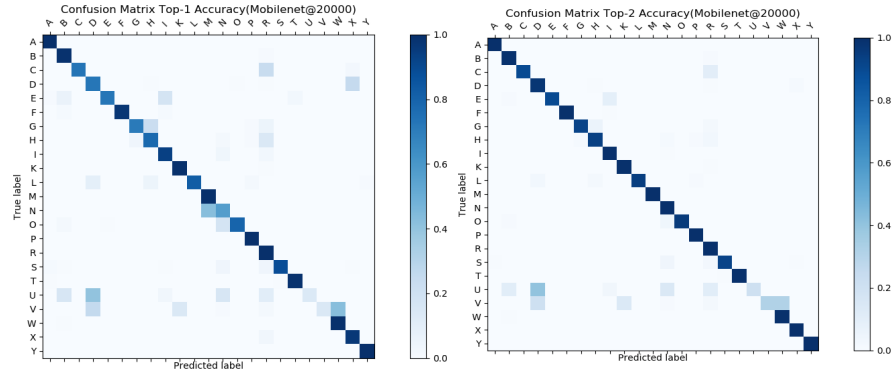 Confusion Matrix Top-1 Accuracy(Mobilenet@20000)
A B C D E F G H I K L M N O P R S T U V W X Y
A
B
C
D
E
F
G
H
I
K
L
M
N
O
P
R
S
T
U
V
W
X
Y
True label
Predicted label
1.0
0.8
0.6
0.4
0.2
0.0
Confusion Matrix Top-2 Accuracy(Mobilenet@20000)
A B C D E F G H I K L M N O P R S T U V W X Y
A
B
C
D
E
F
G
H
I
K
L
M
N
O
P
R
S
T
U
V
W
X
Y
True label
Predicted label
1.0
0.8
0.6
0.4
0.2
0.0